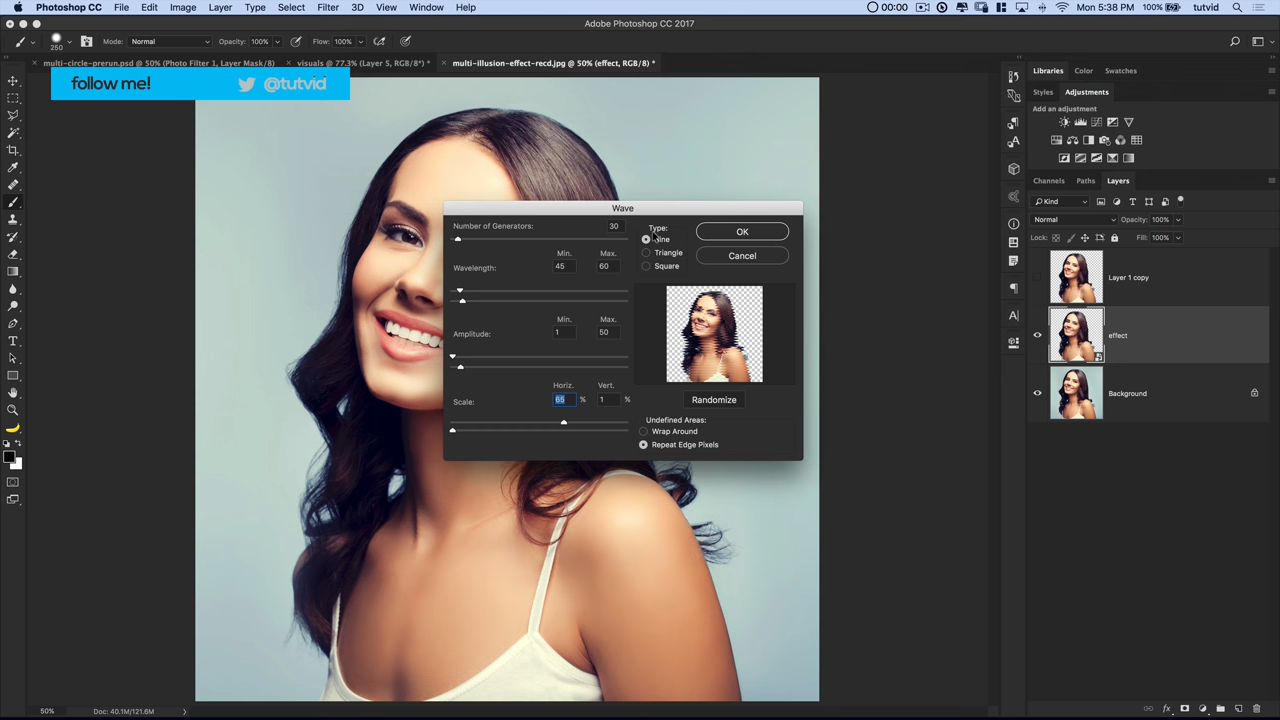 Photoshop CC File Edit Image Layer Type Select Filter 3D View Window Help 00:00 100% Mon 5:38 PM tutvid
Adobe Photoshop CC 2017
250 Mode: Normal Opacity: 100% Flow: 100%
multi-circle-prerun.psd @ 50% (Photo Filter 1, Layer Mask/8) visuals @ 77.3% (Layer 5, RGB/8*) * multi-illusion-effect-recd.jpg @ 50% (effect, RGB/8) *
follow me! @tutvid
Libraries Color Swatches
Styles Adjustments
Add an adjustment
Channels Paths Layers
Kind
Normal Opacity: 100%
Lock: Fill: 100%
Layer 1 copy
effect
Background
Wave
Number of Generators: 30
Type:
Sine
Triangle
Square
OK
Cancel
Min. Max.
Wavelength: 45 60
Min. Max.
Amplitude: 1 50
Horiz. Vert.
Scale: 65 % 1 %
Randomize
Undefined Areas:
Wrap Around
Repeat Edge Pixels
50% Doc: 40.1M/121.6M